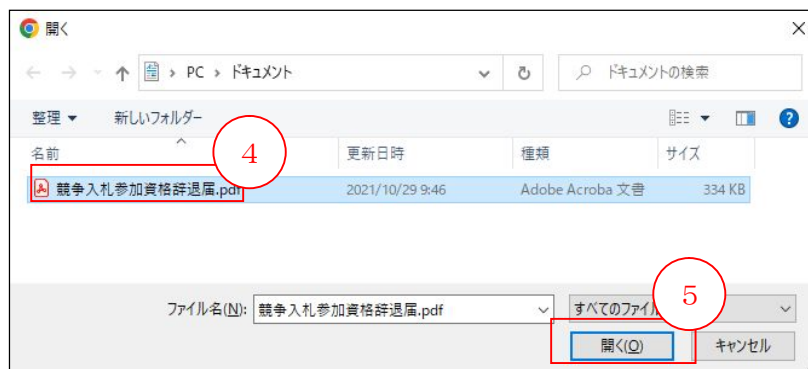 開く
PC › ドキュメント
ドキュメントの検索
整理 新しいフォルダー
名前 更新日時 種類 サイズ
4
競争入札参加資格辞退届.pdf 2021/10/29 9:46 Adobe Acroba 文書 334 KB
5
ファイル名(N): 競争入札参加資格辞退届.pdf すべてのファイル
開く(O) キャンセル